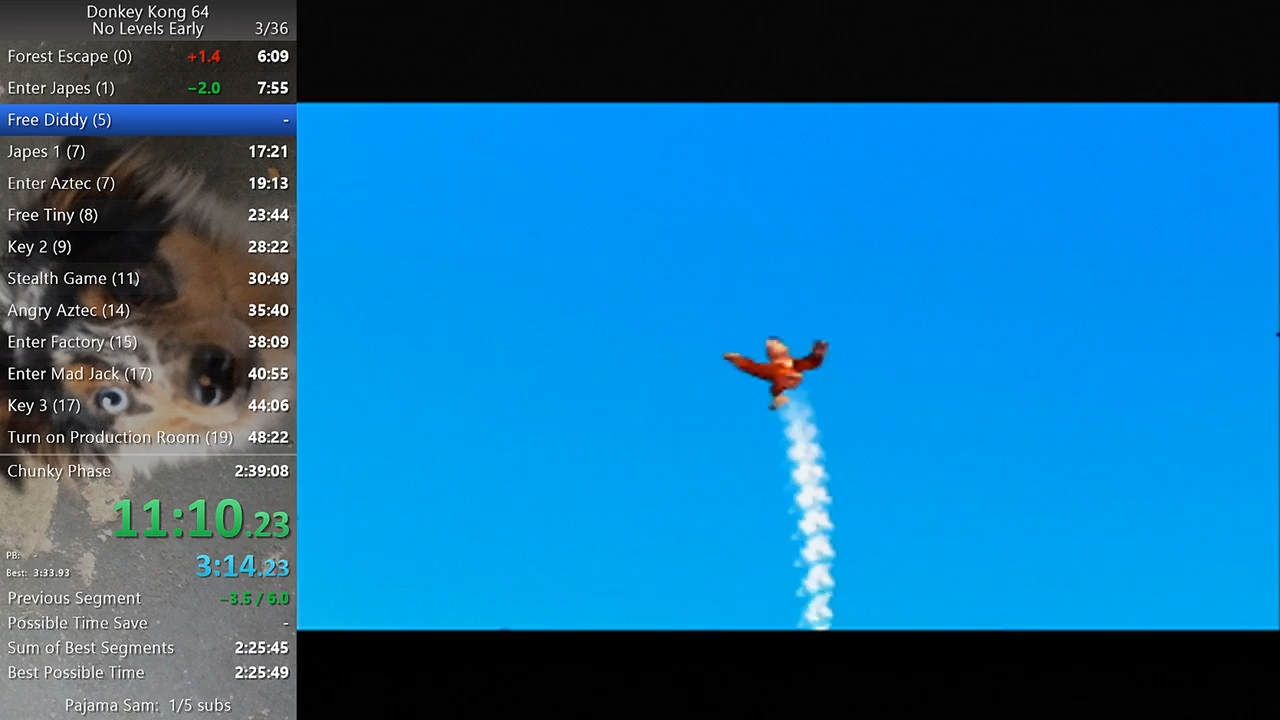 Donkey Kong 64
No Levels Early 3/36
Forest Escape (0) +1.4 6:09
Enter Japes (1) −2.0 7:55
Free Diddy (5) -
Japes 1 (7) 17:21
Enter Aztec (7) 19:13
Free Tiny (8) 23:44
Key 2 (9) 28:22
Stealth Game (11) 30:49
Angry Aztec (14) 35:40
Enter Factory (15) 38:09
Enter Mad Jack (17) 40:55
Key 3 (17) 44:06
Turn on Production Room (19) 48:22
Chunky Phase 2:39:08
11:10.23
PB: -
Best: 3:33.93 3:14.23
Previous Segment −3.5 / 6.0
Possible Time Save -
Sum of Best Segments 2:25:45
Best Possible Time 2:25:49
Pajama Sam: 1/5 subs